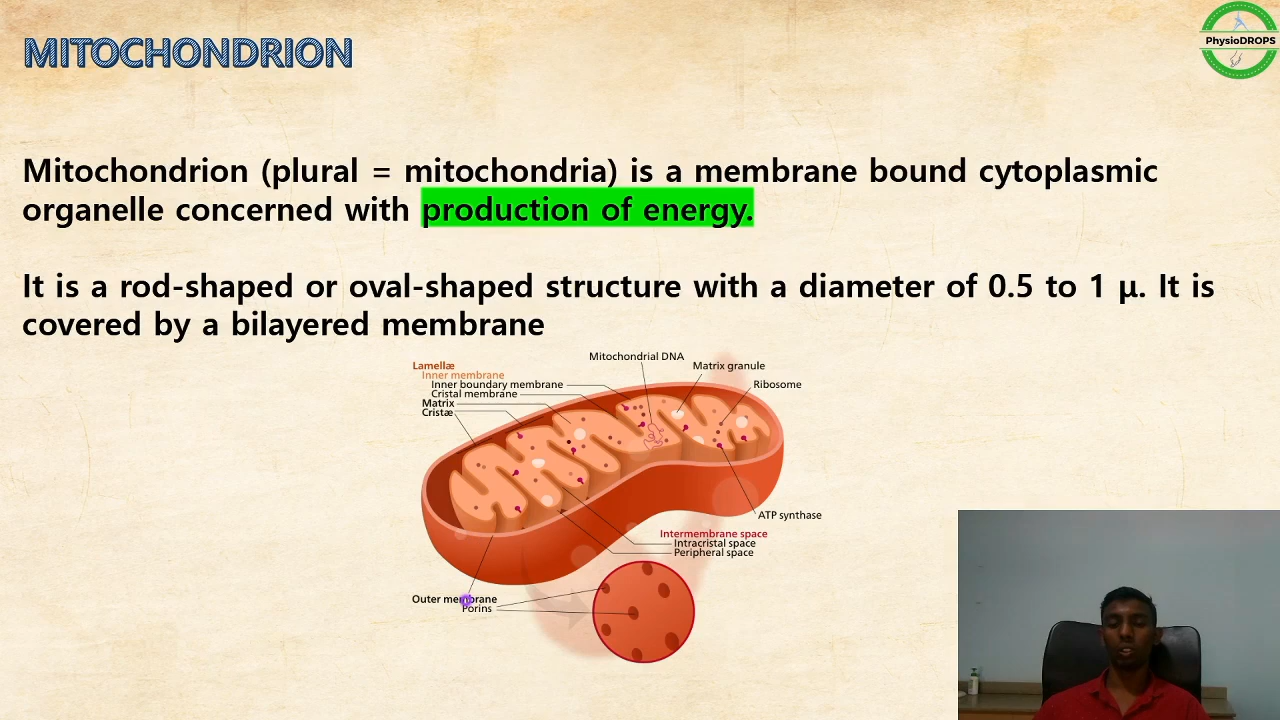 MITOCHONDRION
PhysioDROPS
Mitochondrion (plural = mitochondria) is a membrane bound cytoplasmic
organelle concerned with production of energy.
It is a rod-shaped or oval-shaped structure with a diameter of 0.5 to 1 μ. It is
covered by a bilayered membrane
Mitochondrial DNA
Matrix granule
Ribosome
Lamellæ
Inner membrane
Inner boundary membrane
Cristal membrane
Matrix
Cristæ
ATP synthase
Intermembrane space
Intracristal space
Peripheral space
Outer membrane
Porins